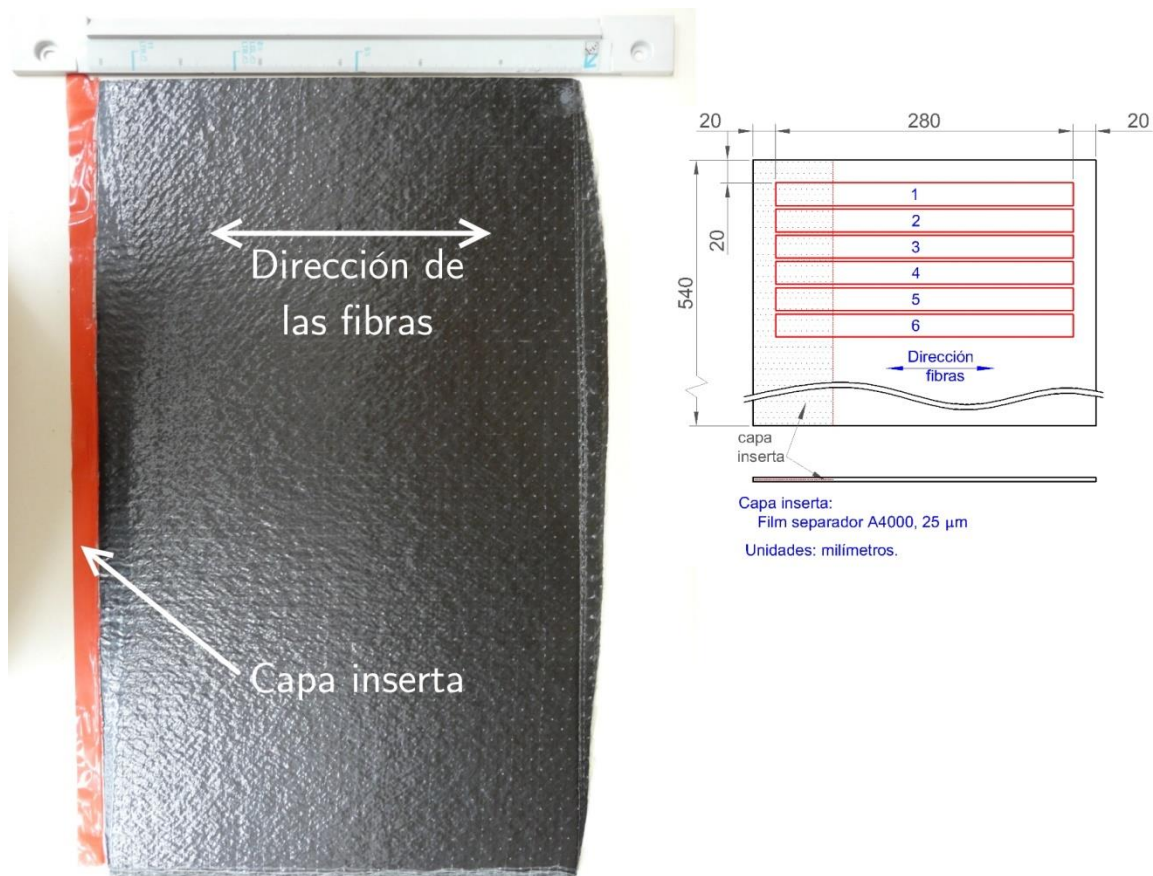 Dirección de
las fibras
Capa inserta
20
280
20
20
540
1
2
3
4
5
6
Dirección
fibras
capa
inserta
Capa inserta:
Film separador A4000, 25 μm
Unidades: milímetros.